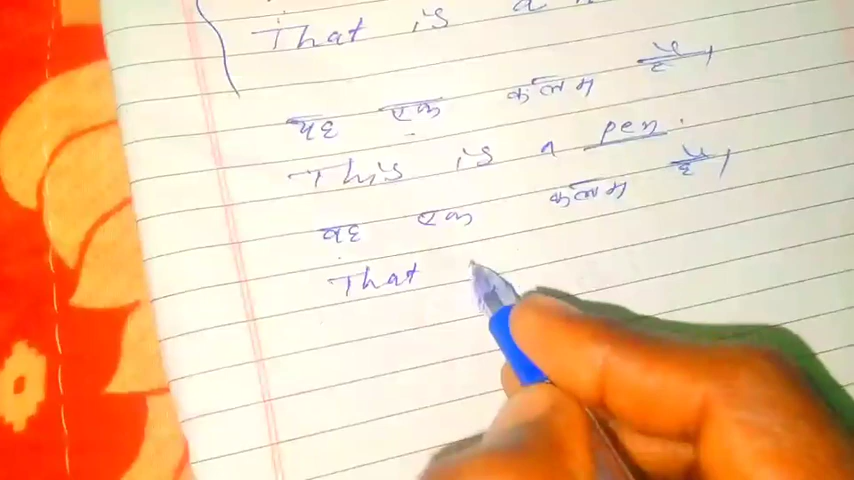 That is a
यह एक कलम है।
This is a pen.
वह एक कलम है।
That